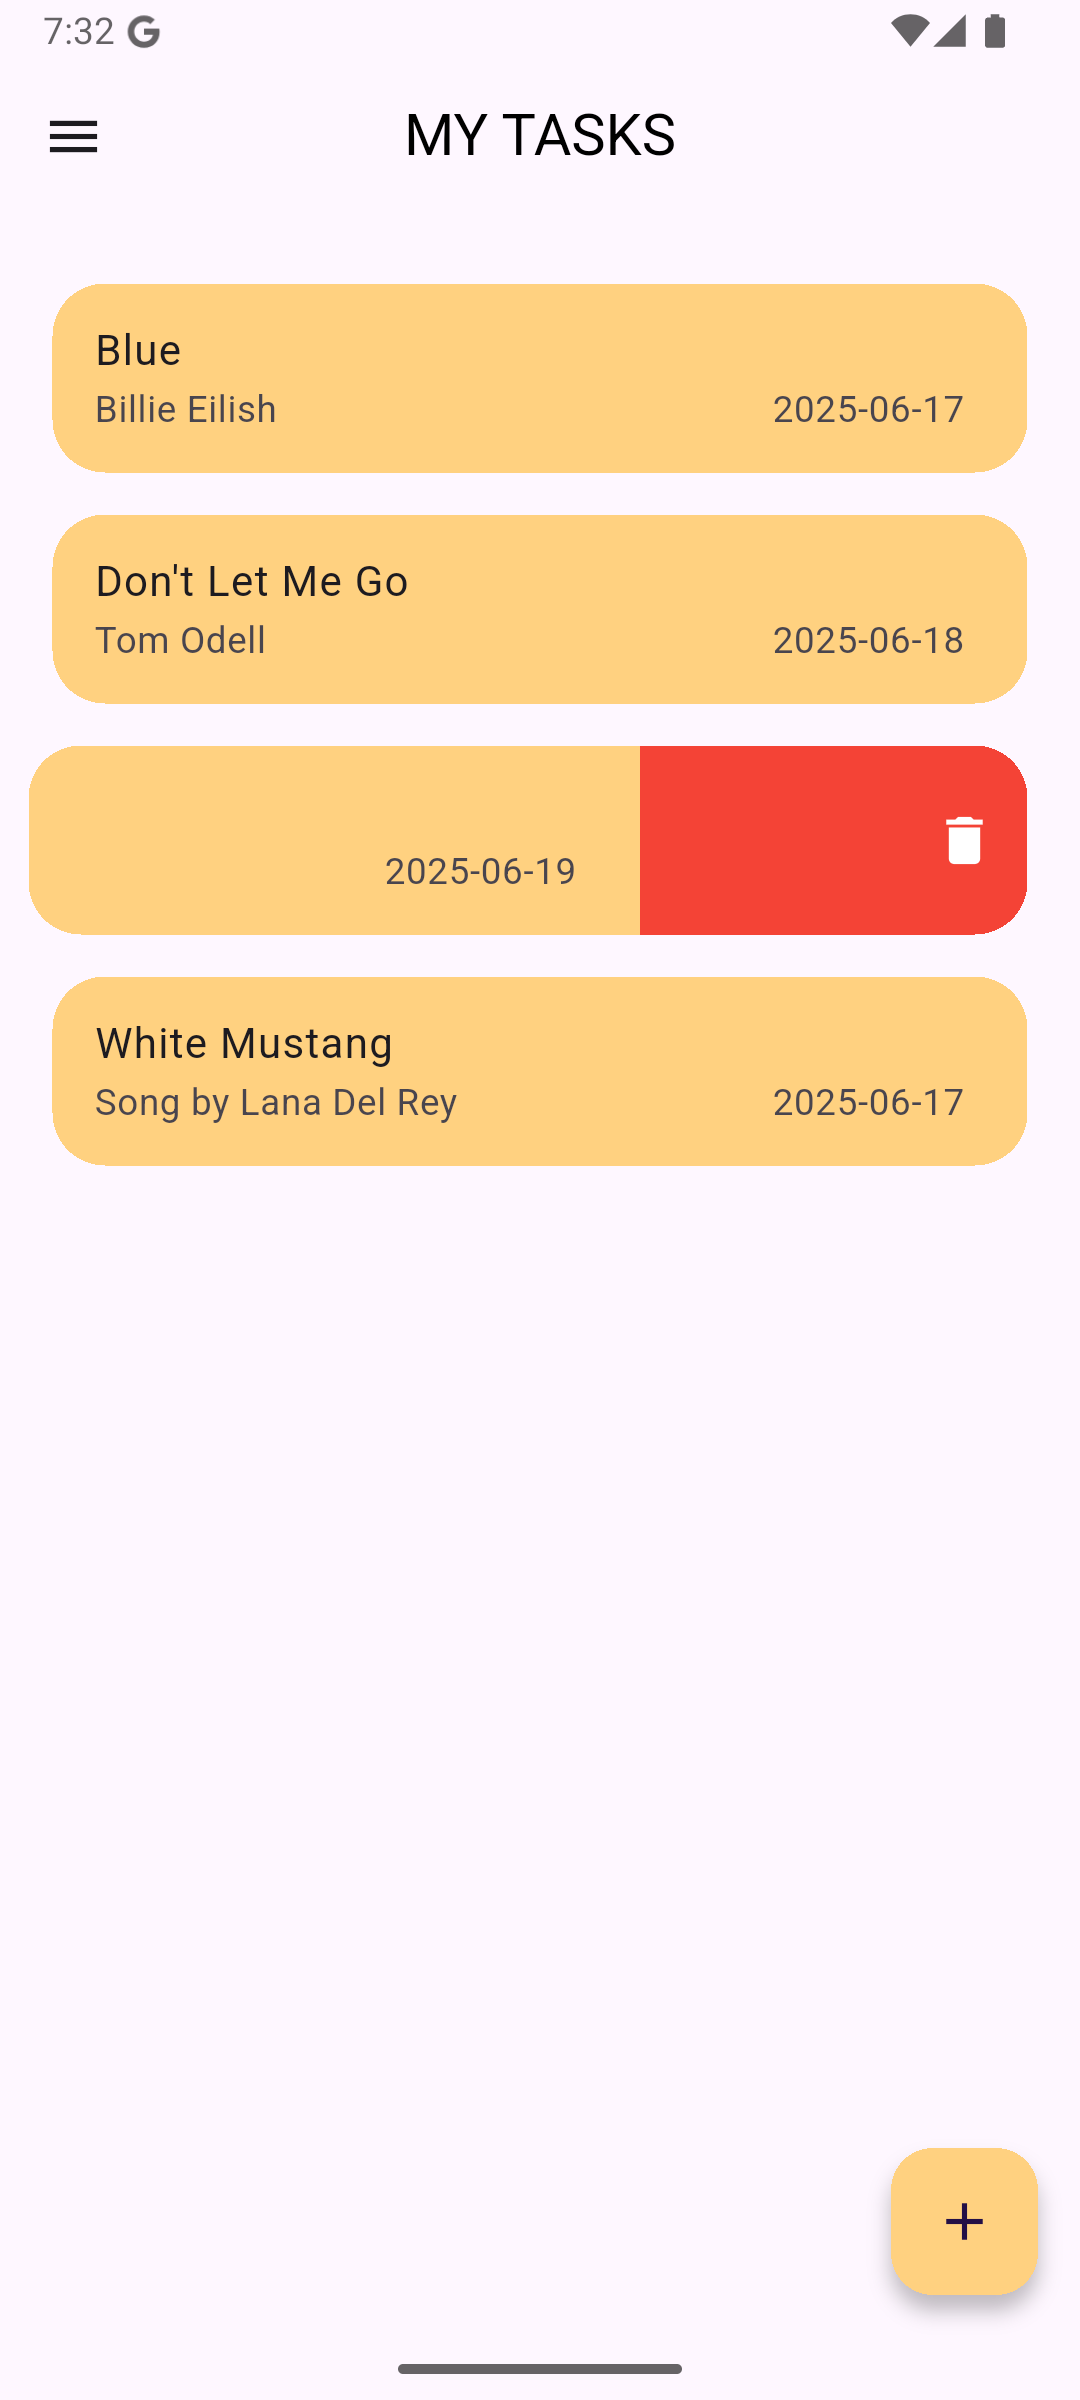 7:32
MY TASKS
Blue
Billie Eilish 2025-06-17
Don't Let Me Go
Tom Odell 2025-06-18
2025-06-19
White Mustang
Song by Lana Del Rey 2025-06-17